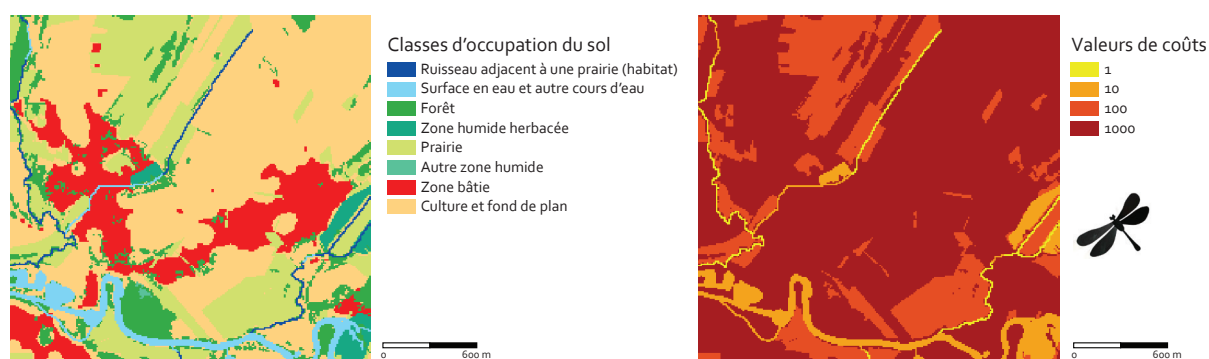 Classes d'occupation du sol
Ruisseau adjacent à une prairie (habitat)
Surface en eau et autre cours d'eau
Forêt
Zone humide herbacée
Prairie
Autre zone humide
Zone bâtie
Culture et fond de plan
0 600 m
Valeurs de coûts
1
10
100
1000
0 600 m